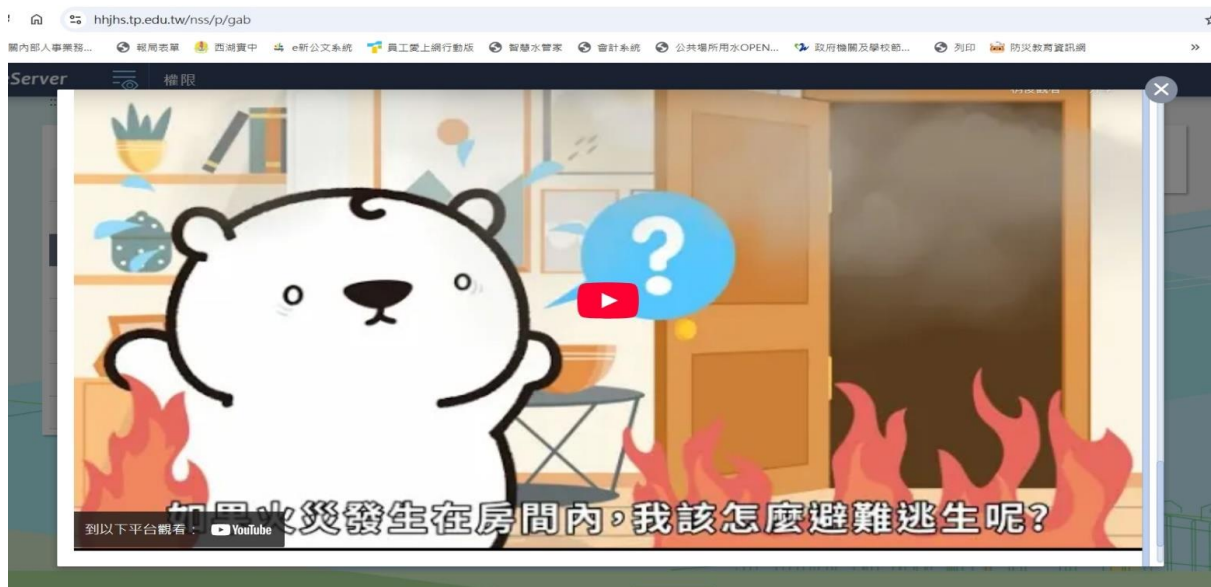 hhjhs.tp.edu.tw/nss/p/gab
關內部人事業務... 報局表單 西湖實中 e新公文系統 員工愛上網行動版 智慧水管家 會計系統 公共場所用水OPEN... 政府機關及學校節... 列印 防災教育資訊網 »
eServer 權限
?
如果火災發生在房間內,我該怎麼避難逃生呢?
到以下平台觀看: YouTube